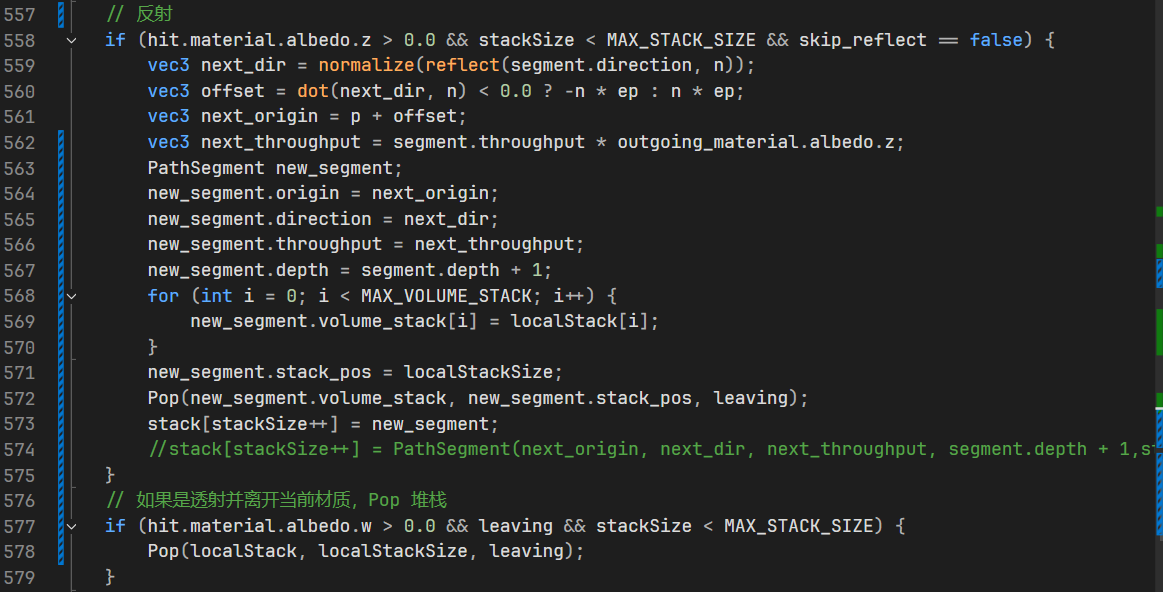 557 // 反射
558 if (hit.material.albedo.z > 0.0 && stackSize < MAX_STACK_SIZE && skip_reflect == false) {
559 vec3 next_dir = normalize(reflect(segment.direction, n));
560 vec3 offset = dot(next_dir, n) < 0.0 ? -n * ep : n * ep;
561 vec3 next_origin = p + offset;
562 vec3 next_throughput = segment.throughput * outgoing_material.albedo.z;
563 PathSegment new_segment;
564 new_segment.origin = next_origin;
565 new_segment.direction = next_dir;
566 new_segment.throughput = next_throughput;
567 new_segment.depth = segment.depth + 1;
568 for (int i = 0; i < MAX_VOLUME_STACK; i++) {
569 new_segment.volume_stack[i] = localStack[i];
570 }
571 new_segment.stack_pos = localStackSize;
572 Pop(new_segment.volume_stack, new_segment.stack_pos, leaving);
573 stack[stackSize++] = new_segment;
574 //stack[stackSize++] = PathSegment(next_origin, next_dir, next_throughput, segment.depth + 1,s
575 }
576 // 如果是透射并离开当前材质，Pop 堆栈
577 if (hit.material.albedo.w > 0.0 && leaving && stackSize < MAX_STACK_SIZE) {
578 Pop(localStack, localStackSize, leaving);
579 }